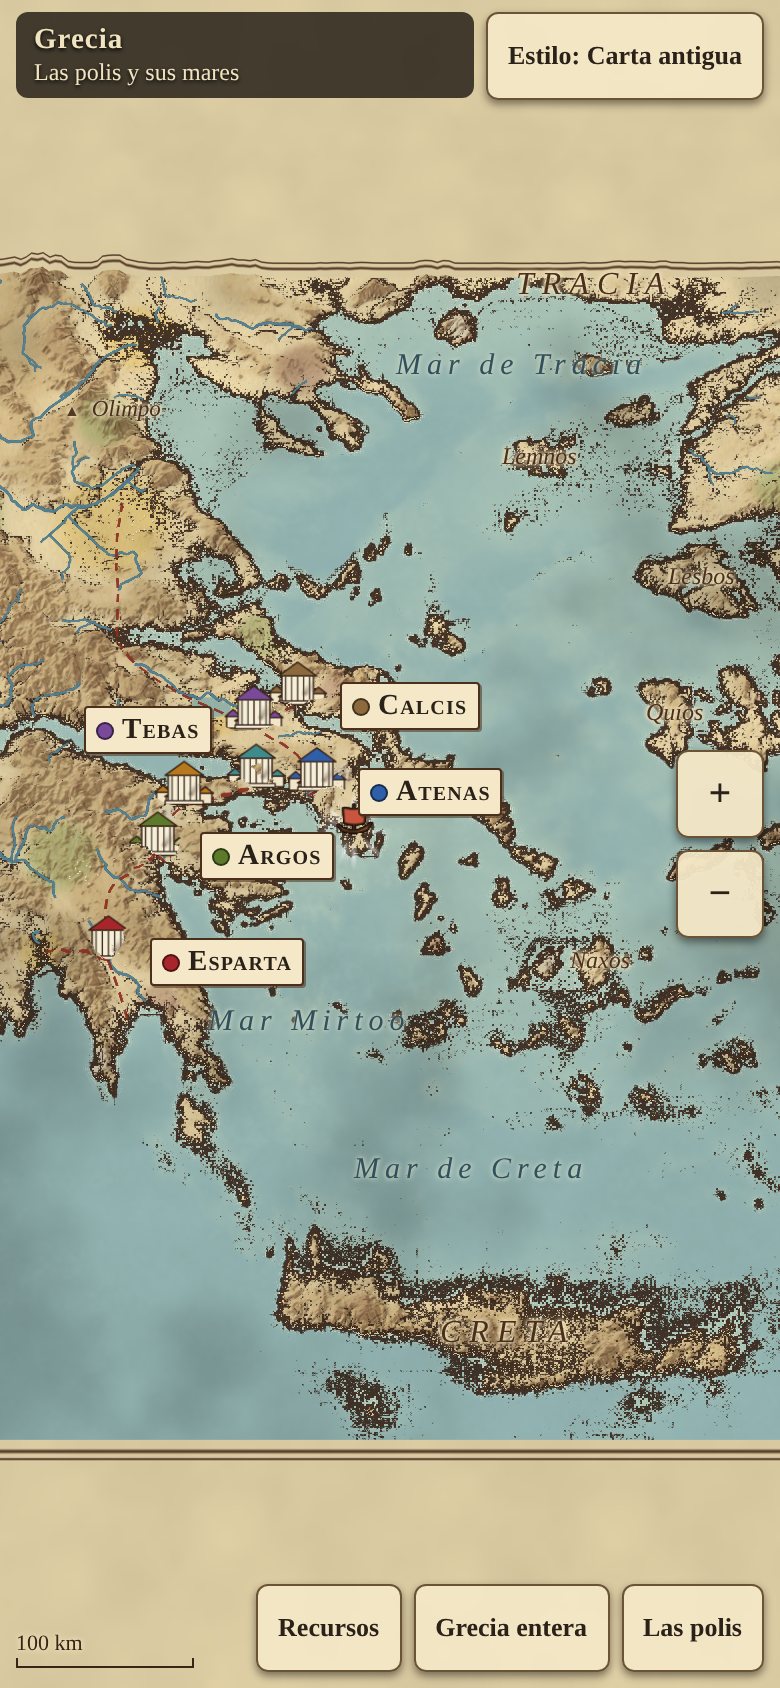 Grecia
Las polis y sus mares
Estilo: Carta antigua
TRACIA
Mar de Tracia
▲ Olimpo
Lemnos
Lesbos
Calcis
Quíos
Tebas
Atenas
+
Argos
−
Esparta
Naxos
Mar Mirtoo
Mar de Creta
CRETA
100 km
Recursos
Grecia entera
Las polis